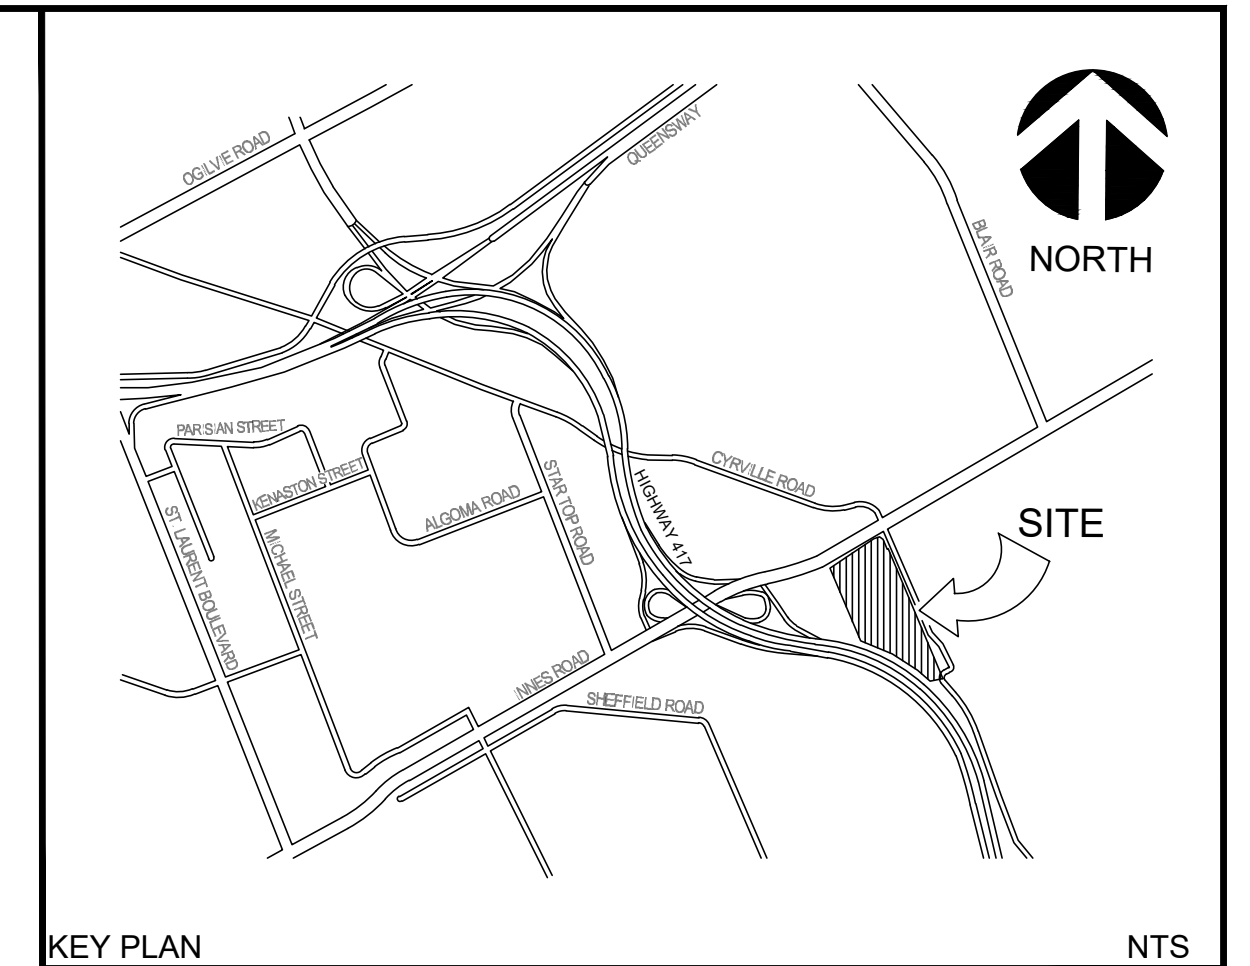 OGILVIE ROAD
QUEENSWAY
BLAIR ROAD
NORTH
PARISIAN STREET
KENASTON STREET
ALGOMA ROAD
STAR TOP ROAD
HIGHWAY 417
CYRVILLE ROAD
SITE
ST. LAURENT BOULEVARD
MICHAEL STREET
INNES ROAD
SHEFFIELD ROAD
KEY PLAN
NTS